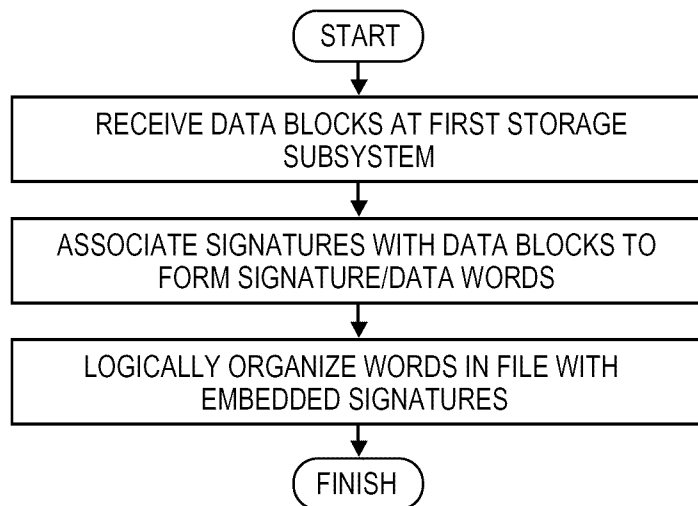 START
RECEIVE DATA BLOCKS AT FIRST STORAGE
SUBSYSTEM
ASSOCIATE SIGNATURES WITH DATA BLOCKS TO
FORM SIGNATURE/DATA WORDS
LOGICALLY ORGANIZE WORDS IN FILE WITH
EMBEDDED SIGNATURES
FINISH